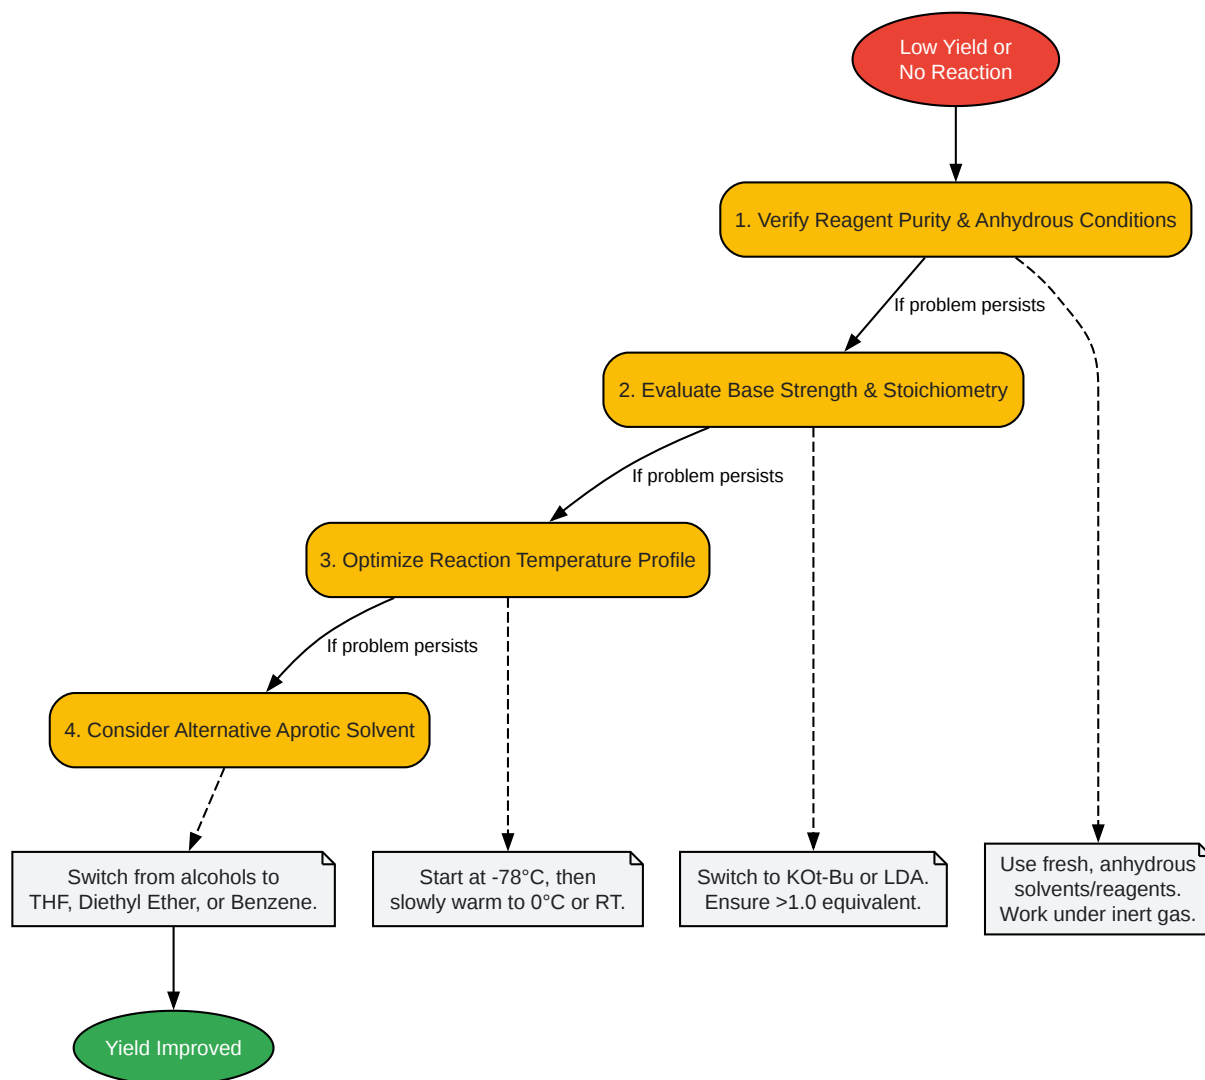 Low Yield or
No Reaction
1. Verify Reagent Purity & Anhydrous Conditions
If problem persists
2. Evaluate Base Strength & Stoichiometry
If problem persists
3. Optimize Reaction Temperature Profile
If problem persists
4. Consider Alternative Aprotic Solvent
Switch from alcohols to
THF, Diethyl Ether, or Benzene.
Start at -78°C, then
slowly warm to 0°C or RT.
Switch to KOt-Bu or LDA.
Ensure >1.0 equivalent.
Use fresh, anhydrous
solvents/reagents.
Work under inert gas.
Yield Improved